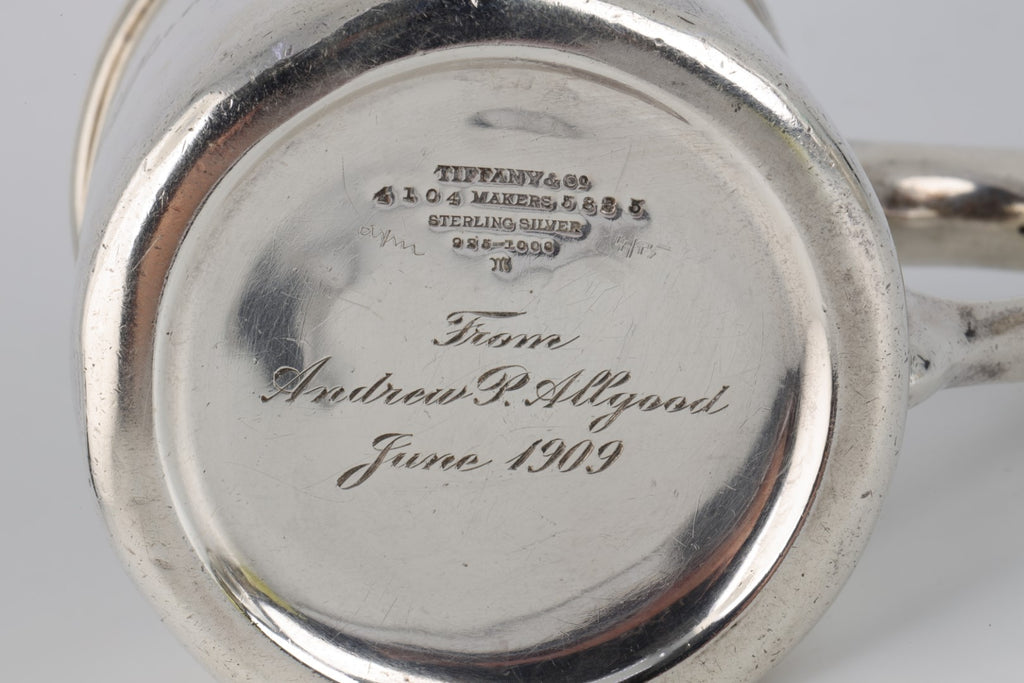 TIFFANY & Co
4104 MAKERS 5835
STERLING SILVER
925-1000
M
From
Andrew P. Allgood
June 1909